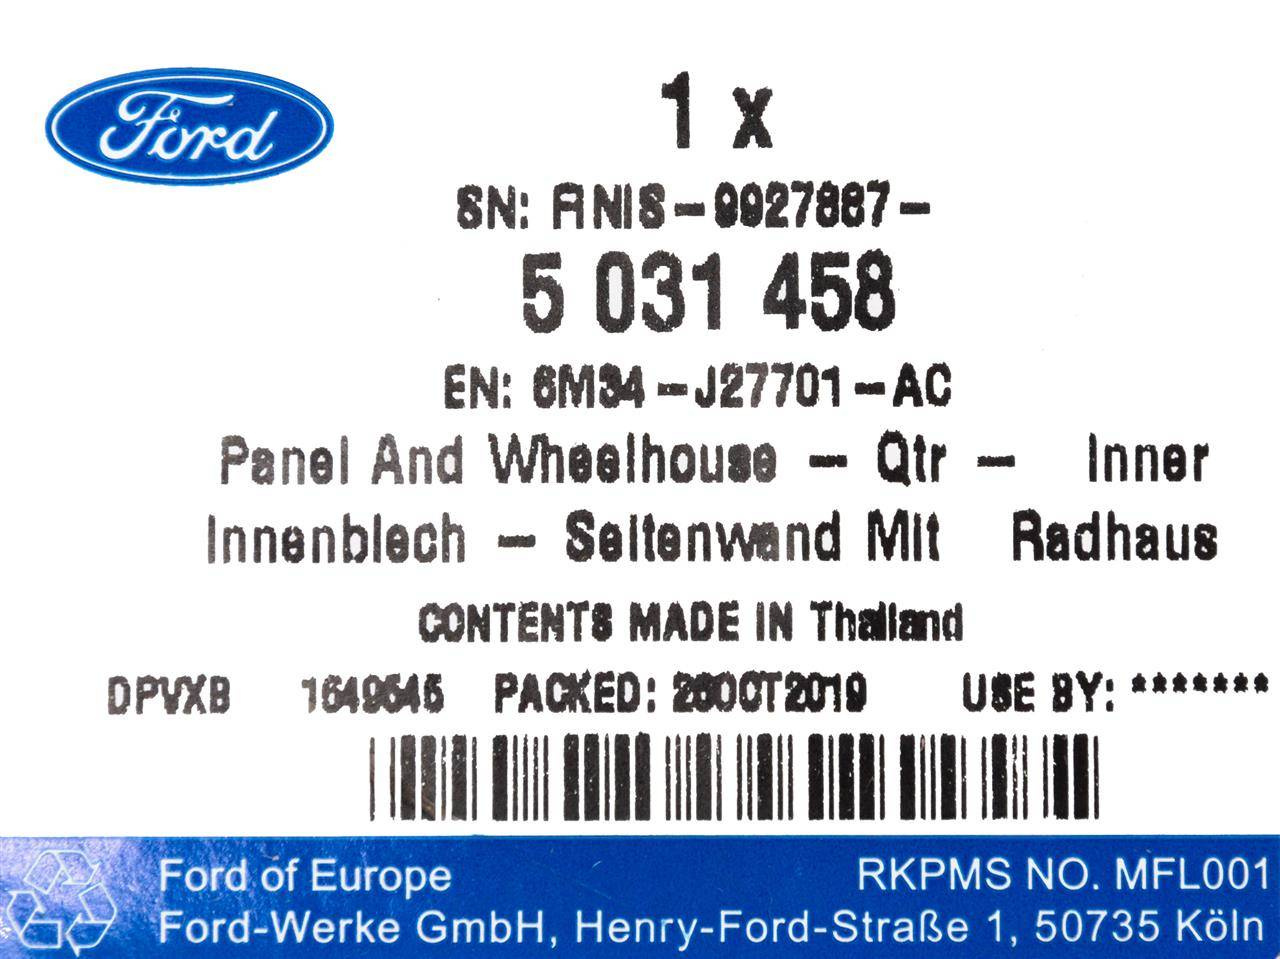 Ford
1 x
SN: FINIS-9927887-
5 031 458
EN: 6M34-J27701-AC
Panel And Wheelhouse - Qtr - Inner
Innenblech - Seitenwand Mit Radhaus
CONTENTS MADE IN Thailand
DPVXB 1649545 PACKED: 26OCT2019 USE BY: *******
Ford of Europe RKPMS NO. MFL001
Ford-Werke GmbH, Henry-Ford-Straße 1, 50735 Köln